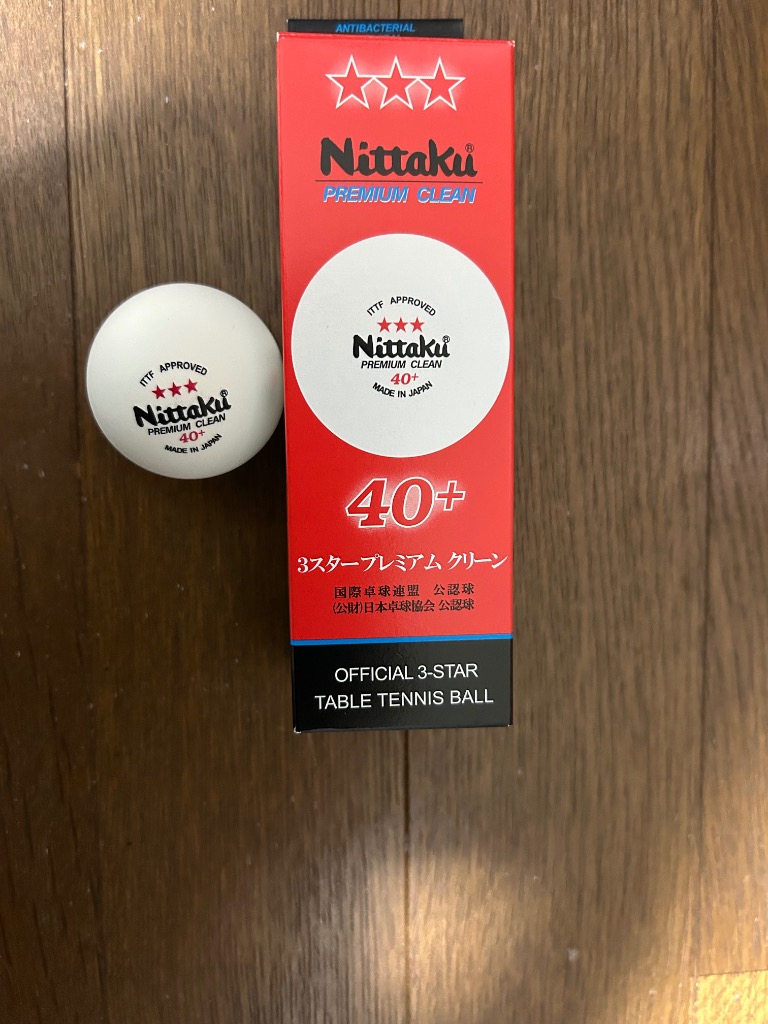 ANTIBACTERIAL
Nittaku®
PREMIUM CLEAN
ITTF APPROVED
Nittaku®
PREMIUM CLEAN
40+
MADE IN JAPAN
40+
3スタープレミアム クリーン
国際卓球連盟 公認球
(公財)日本卓球協会 公認球
OFFICIAL 3-STAR
TABLE TENNIS BALL
ITTF APPROVED
Nittaku®
PREMIUM CLEAN
40+
MADE IN JAPAN